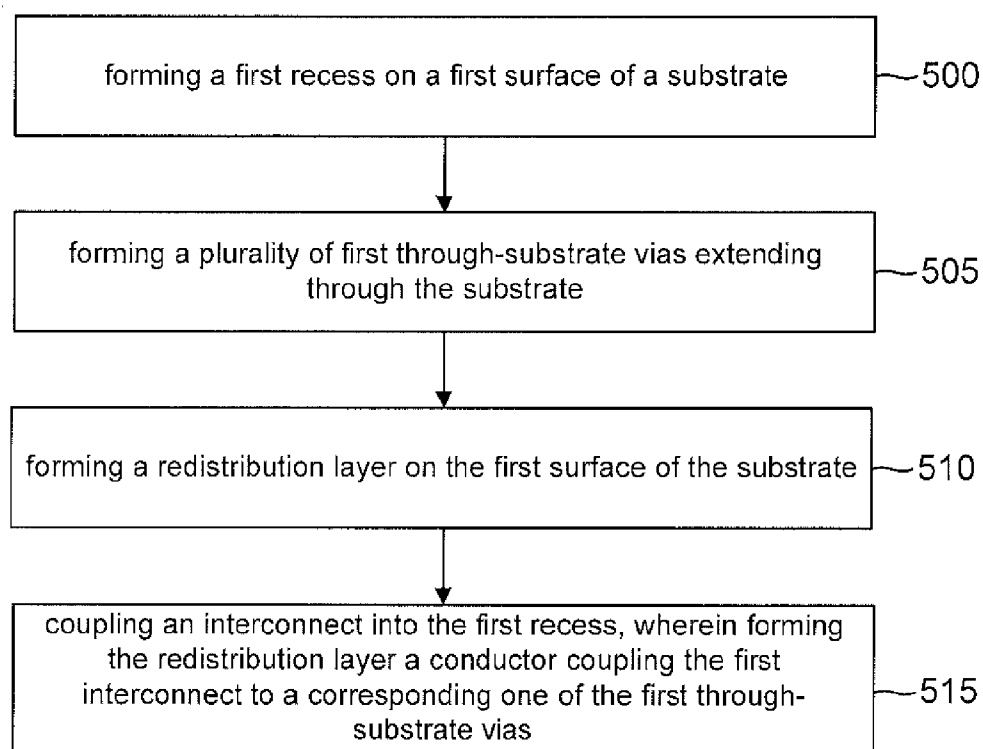 forming a first recess on a first surface of a substrate
500
forming a plurality of first through-substrate vias extending
through the substrate
505
forming a redistribution layer on the first surface of the substrate
510
coupling an interconnect into the first recess, wherein forming
the redistribution layer a conductor coupling the first
interconnect to a corresponding one of the first through-
substrate vias
515